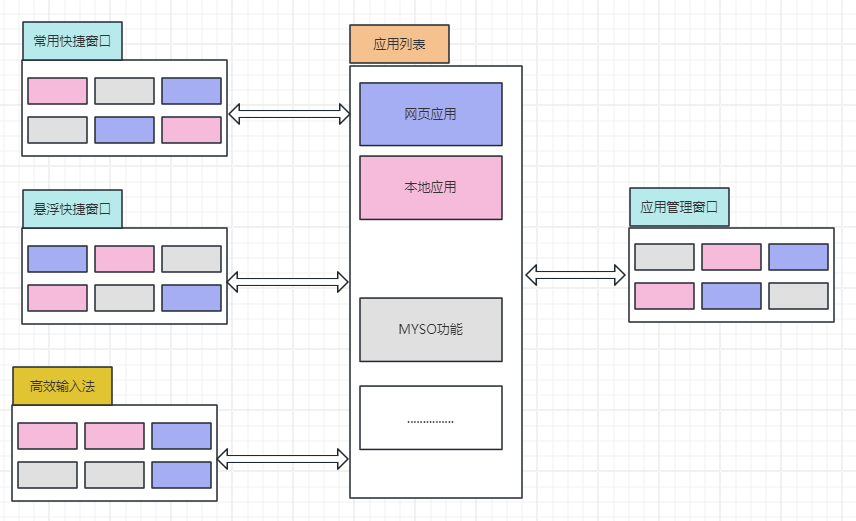 常用快捷窗口
应用列表
网页应用
本地应用
悬浮快捷窗口
应用管理窗口
MYSO功能
高效输入法
...............